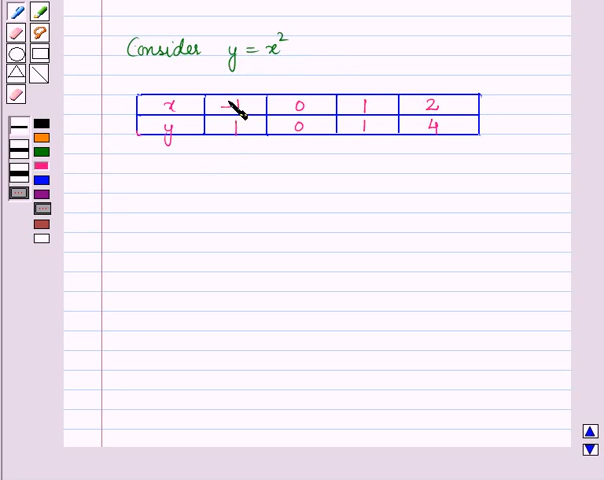 Consider y = x²
x -1 0 1 2
y 1 0 1 4